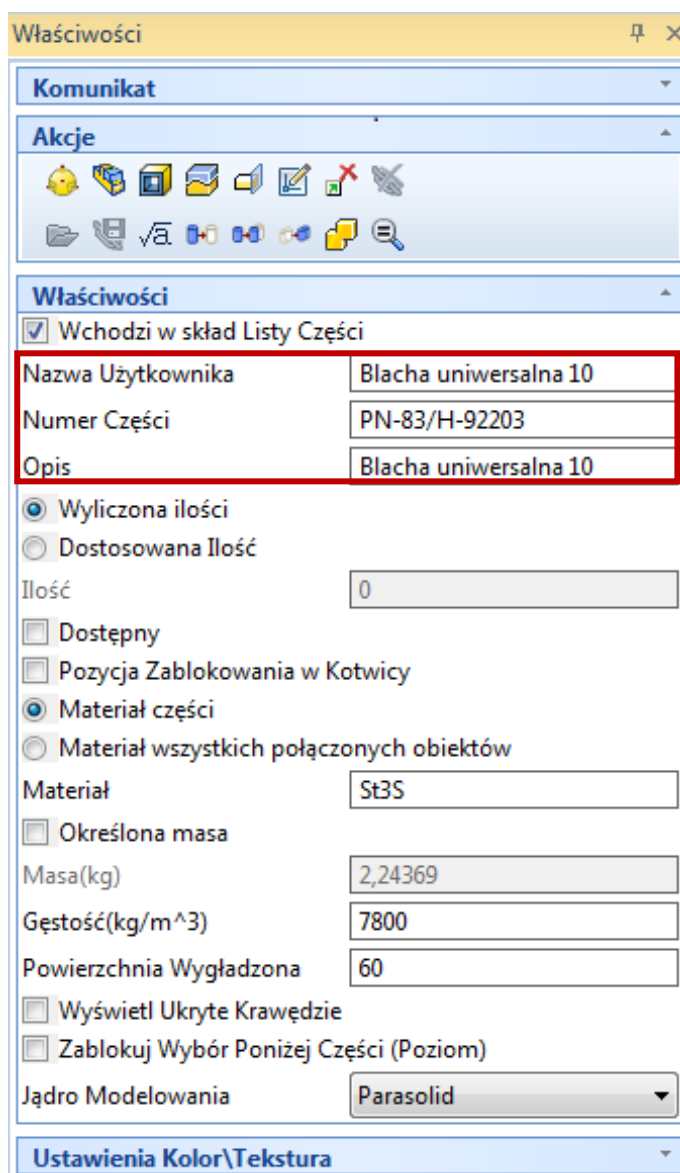 Właściwości
Komunikat
Akcje
√a
Właściwości
Wchodzi w skład Listy Części
Nazwa Użytkownika Blacha uniwersalna 10
Numer Części PN-83/H-92203
Opis Blacha uniwersalna 10
Wyliczona ilości
Dostosowana Ilość
Ilość 0
Dostępny
Pozycja Zablokowania w Kotwicy
Materiał części
Materiał wszystkich połączonych obiektów
Materiał St3S
Określona masa
Masa(kg) 2,24369
Gęstość(kg/m^3) 7800
Powierzchnia Wygładzona 60
Wyświetl Ukryte Krawędzie
Zablokuj Wybór Poniżej Części (Poziom)
Jądro Modelowania Parasolid
Ustawienia Kolor\Tekstura